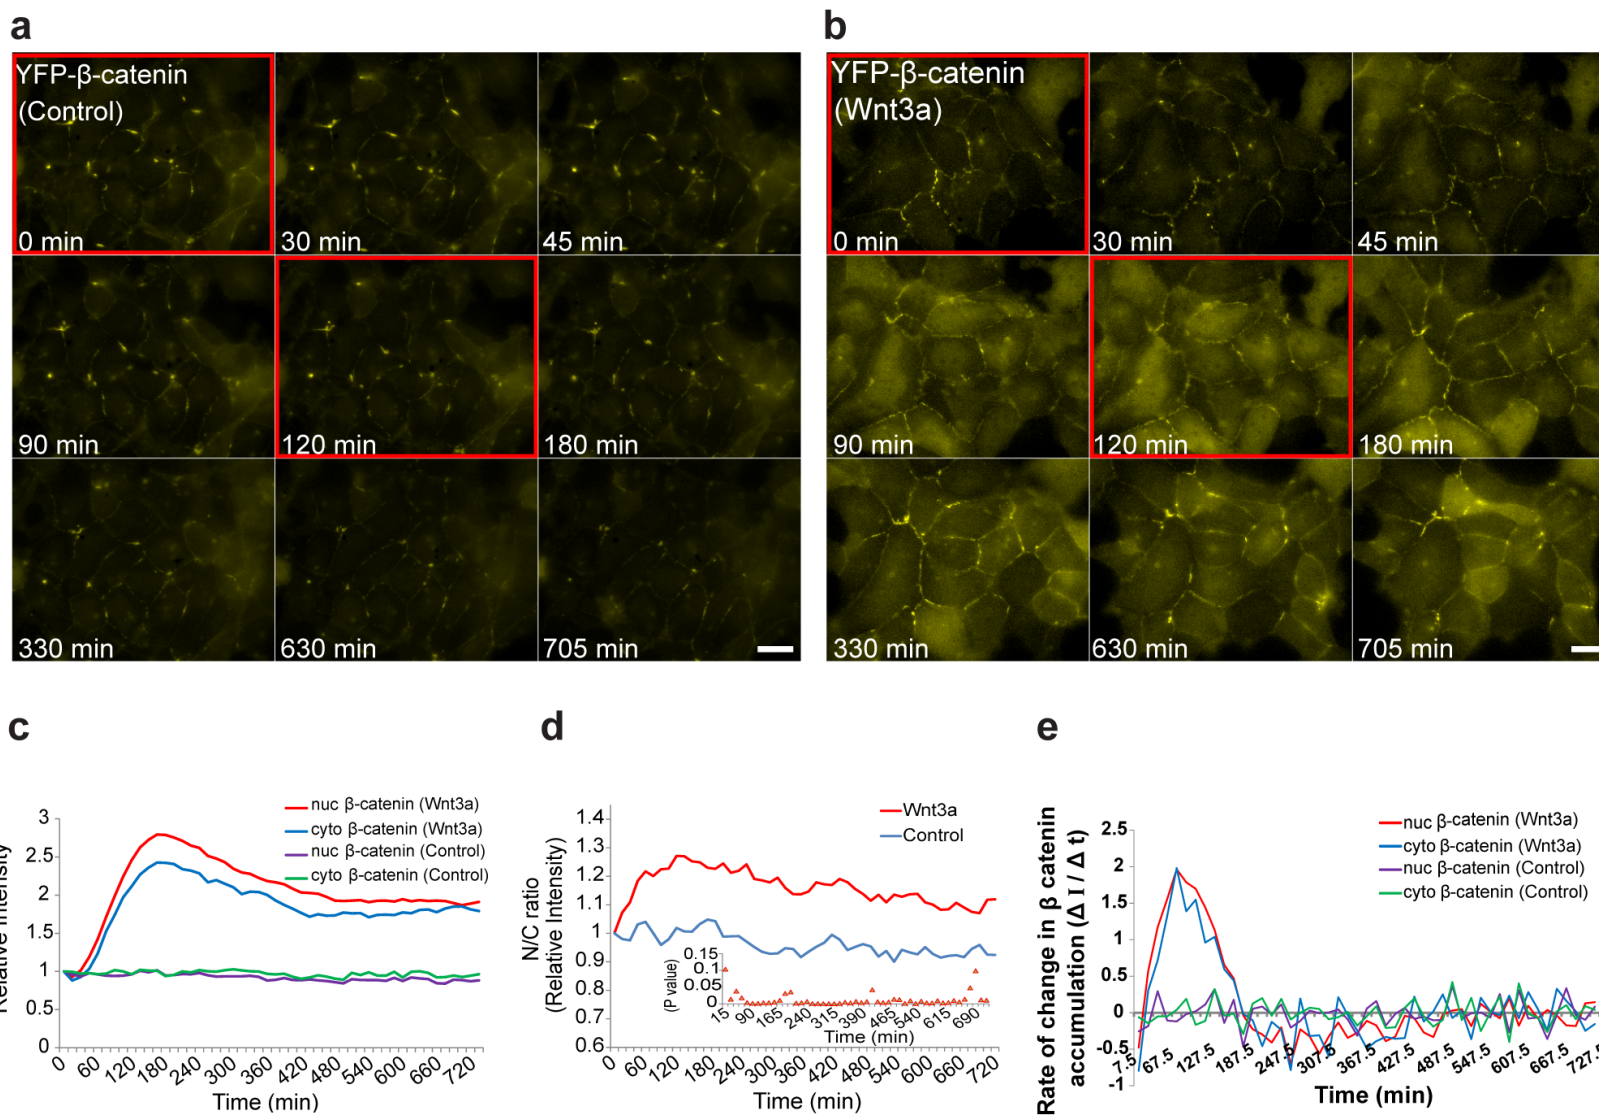 a
YFP-β-catenin
(Control)
0 min
30 min
45 min
90 min
120 min
180 min
330 min
630 min
705 min
b
YFP-β-catenin
(Wnt3a)
0 min
30 min
45 min
90 min
120 min
180 min
330 min
630 min
705 min
c
nuc β-catenin (Wnt3a)
cyto β-catenin (Wnt3a)
nuc β-catenin (Control)
cyto β-catenin (Control)
Relative Intensity
3
2.5
2
1.5
1
0.5
0
0 60 120 180 240 300 360 420 480 540 600 660 720
Time (min)
d
Wnt3a
Control
N/C ratio
(Relative Intensity)
1.4
1.3
1.2
1.1
1
0.9
0.8
0.7
0.6
(P value)
0.15
0.1
0.05
0
15 90 165 240 315 390 465 540 615 690
Time (min)
0 60 120 180 240 300 360 420 480 540 600 660 720
Time (min)
e
nuc β-catenin (Wnt3a)
cyto β-catenin (Wnt3a)
nuc β-catenin (Control)
cyto β-catenin (Control)
Rate of change in β catenin
accumulation (Δ I / Δ t)
2.5
2
1.5
1
0.5
0
-0.5
-1
7.5 67.5 127.5 187.5 247.5 307.5 367.5 427.5 487.5 547.5 607.5 667.5 727.5
Time (min)